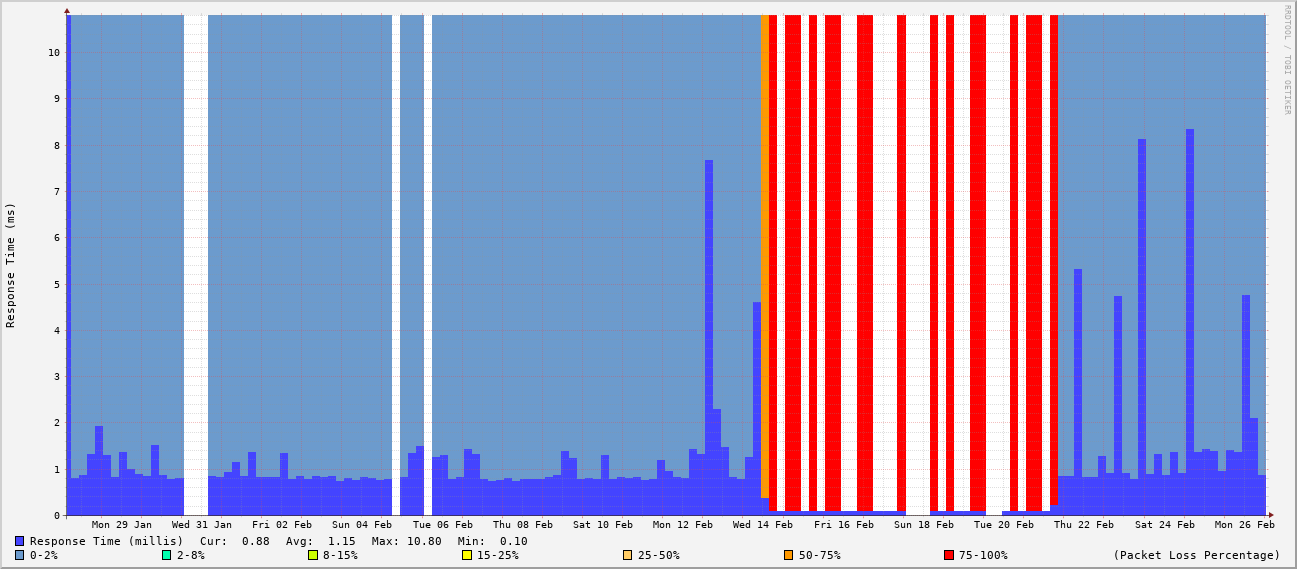 RRDTOOL / TOBI OETIKER
Response Time (ms)
10
9
8
7
6
5
4
3
2
1
0
Mon 29 Jan Wed 31 Jan Fri 02 Feb Sun 04 Feb Tue 06 Feb Thu 08 Feb Sat 10 Feb Mon 12 Feb Wed 14 Feb Fri 16 Feb Sun 18 Feb Tue 20 Feb Thu 22 Feb Sat 24 Feb Mon 26 Feb
Response Time (millis) Cur: 0.88 Avg: 1.15 Max: 10.80 Min: 0.10
0-2% 2-8% 8-15% 15-25% 25-50% 50-75% 75-100% (Packet Loss Percentage)